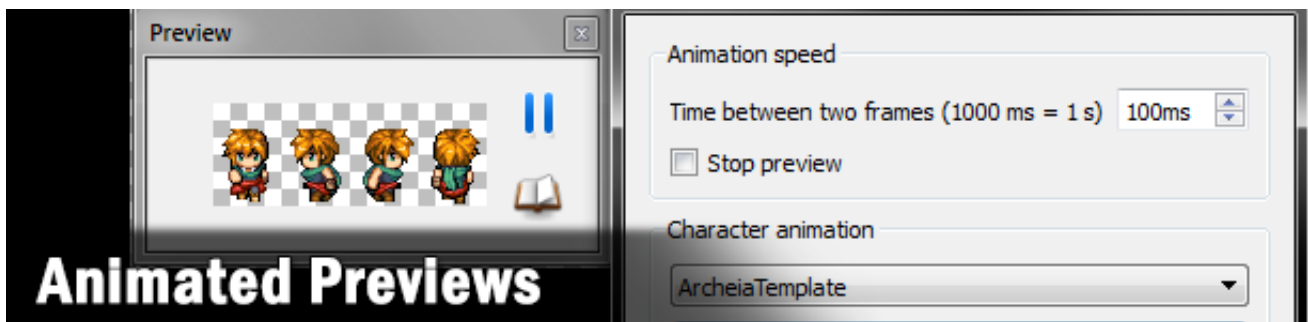 Preview
Animation speed
Time between two frames (1000 ms = 1 s) 100ms
Stop preview
Character animation
ArcheiaTemplate
Animated Previews